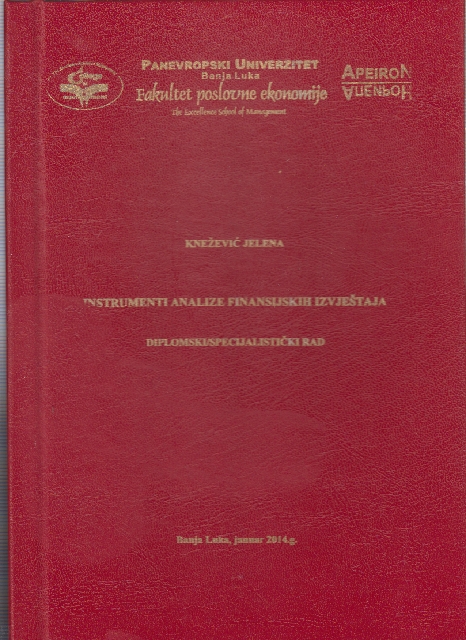 PANEVROPSKI UNIVERZITET
Banja Luka
Fakultet poslovne ekonomije
The Excellence School of Management
APEIRON
KNEŽEVIĆ JELENA
INSTRUMENTI ANALIZE FINANSIJSKIH IZVJEŠTAJA
DIPLOMSKI/SPECIJALISTIČKI RAD
Banja Luka, januar 2014.g.